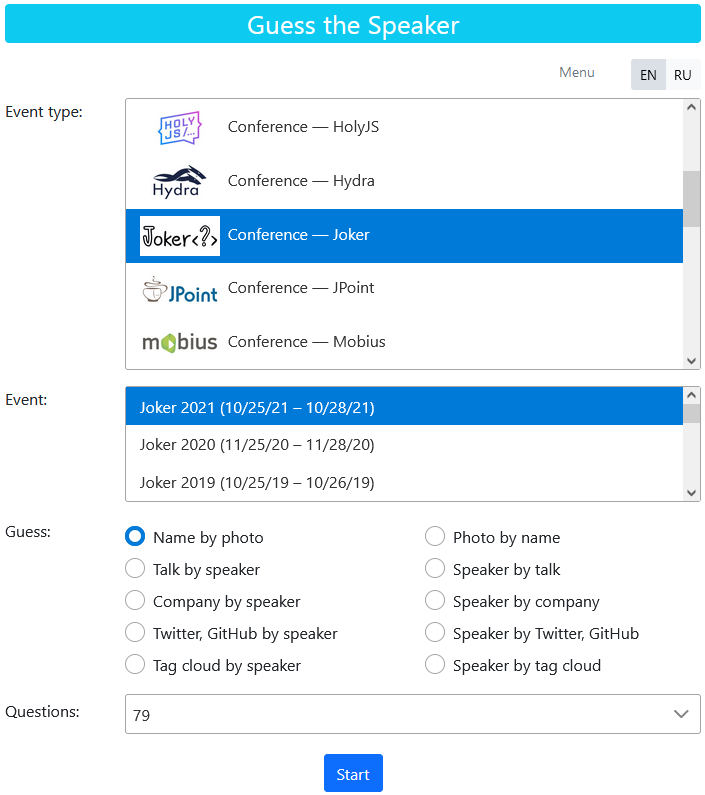 Guess the Speaker
Menu EN RU
Event type:
HOLY JS/... Conference — HolyJS
Hydra Conference — Hydra
Joker<?> Conference — Joker
JPoint Conference — JPoint
mobius Conference — Mobius
Event:
Joker 2021 (10/25/21 – 10/28/21)
Joker 2020 (11/25/20 – 11/28/20)
Joker 2019 (10/25/19 – 10/26/19)
Guess:
Name by photo Photo by name
Talk by speaker Speaker by talk
Company by speaker Speaker by company
Twitter, GitHub by speaker Speaker by Twitter, GitHub
Tag cloud by speaker Speaker by tag cloud
Questions: 79
Start